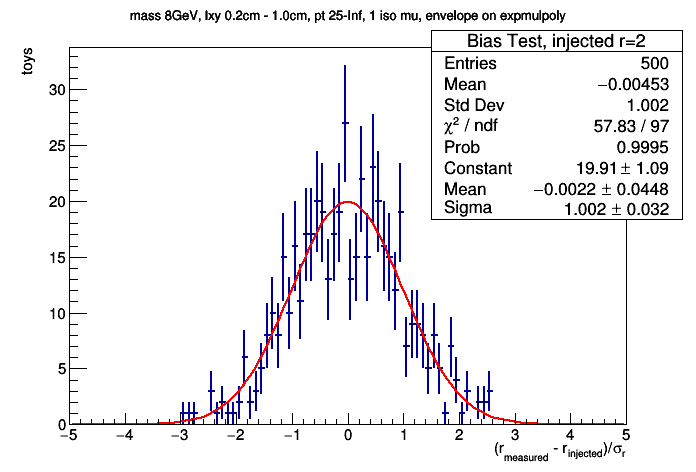 mass 8GeV, lxy 0.2cm - 1.0cm, pt 25-Inf, 1 iso mu, envelope on expmulpoly
toys
Bias Test, injected r=2
Entries 500
Mean −0.00453
Std Dev 1.002
χ² / ndf 57.83 / 97
Prob 0.9995
Constant 19.91 ± 1.09
Mean −0.0022 ± 0.0448
Sigma 1.002 ± 0.032
30
25
20
15
10
5
0
−5 −4 −3 −2 −1 0 1 2 3 4 5
(r_measured - r_injected)/σ_r